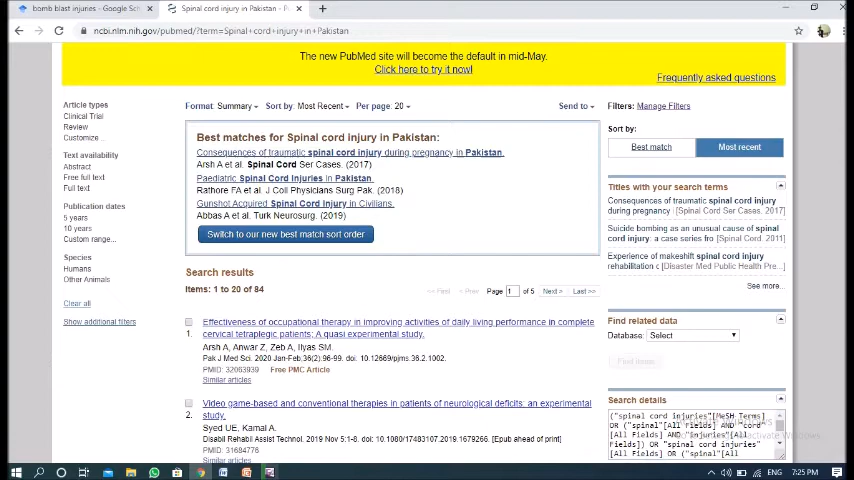 bomb blast injuries - Google Sch
Spinal cord injury in Pakistan - P
ncbi.nlm.nih.gov/pubmed/?term=Spinal+cord+injury+in+Pakistan
The new PubMed site will become the default in mid-May.
Click here to try it now!
Frequently asked questions
Article types
Clinical Trial
Review
Customize ...
Text availability
Abstract
Free full text
Full text
Publication dates
5 years
10 years
Custom range...
Species
Humans
Other Animals
Clear all
Show additional filters
Format: Summary Sort by: Most Recent Per page: 20 Send to
Best matches for Spinal cord injury in Pakistan:
Consequences of traumatic spinal cord injury during pregnancy in Pakistan.
Arsh A et al. Spinal Cord Ser Cases. (2017)
Paediatric Spinal Cord Injuries in Pakistan.
Rathore FA et al. J Coll Physicians Surg Pak. (2018)
Gunshot Acquired Spinal Cord Injury in Civilians.
Abbas A et al. Turk Neurosurg. (2019)
Switch to our new best match sort order
Search results
Items: 1 to 20 of 84
<< First < Prev Page 1 of 5 Next > Last >>
Effectiveness of occupational therapy in improving activities of daily living performance in complete
1. cervical tetraplegic patients; A quasi experimental study.
Arsh A, Anwar Z, Zeb A, Ilyas SM.
Pak J Med Sci. 2020 Jan-Feb;36(2):96-99. doi: 10.12669/pjms.36.2.1002.
PMID: 32063939 Free PMC Article
Similar articles
Video game-based and conventional therapies in patients of neurological deficits: an experimental
2. study.
Syed UE, Kamal A.
Disabil Rehabil Assist Technol. 2019 Nov 5:1-8. doi: 10.1080/17483107.2019.1679266. [Epub ahead of print]
PMID: 31684776
Similar articles
Filters: Manage Filters
Sort by:
Best match Most recent
Titles with your search terms
Consequences of traumatic spinal cord injury
during pregnancy [Spinal Cord Ser Cases. 2017]
Suicide bombing as an unusual cause of spinal
cord injury: a case series fro [Spinal Cord. 2011]
Experience of makeshift spinal cord injury
rehabilitation c [Disaster Med Public Health Pre...]
See more...
Find related data
Database: Select
Find items
Search details
("spinal cord injuries"[MeSH Terms]
OR ("spinal"[All Fields] AND "cord"
[All Fields] AND "injuries"[All
Fields]) OR "spinal cord injuries"
[All Fields] OR ("spinal"[All
ENG 7:25 PM